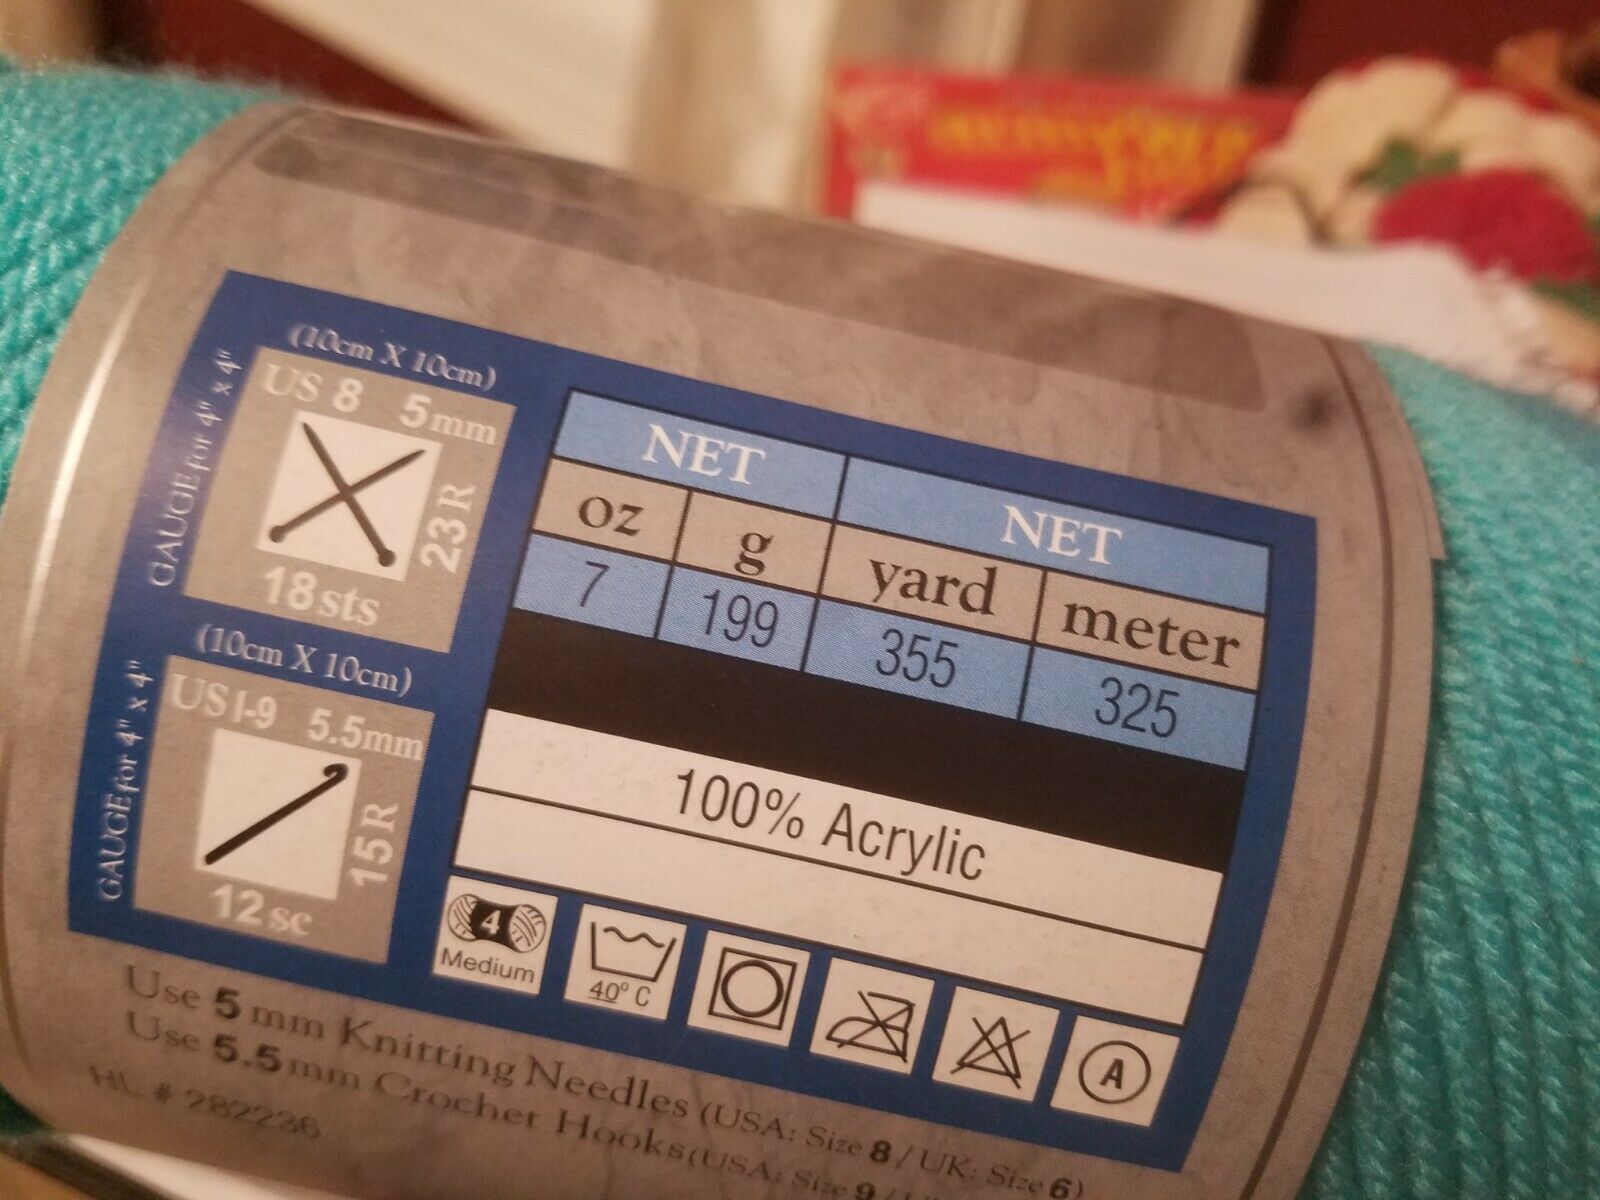 (10cm X 10cm)
GAUGE for 4" x 4"
US 8 5mm
23 R
18 sts
(10cm X 10cm)
GAUGE for 4" x 4"
US I-9 5.5mm
15 R
12 sc
NET NET
oz g yard meter
7 199 355 325
100% Acrylic
4
Medium
40° C
A
Use 5 mm Knitting Needles (USA: Size 8 / UK: Size 6)
Use 5.5 mm Crochet Hooks (USA: Size 9 /
HL # 282236